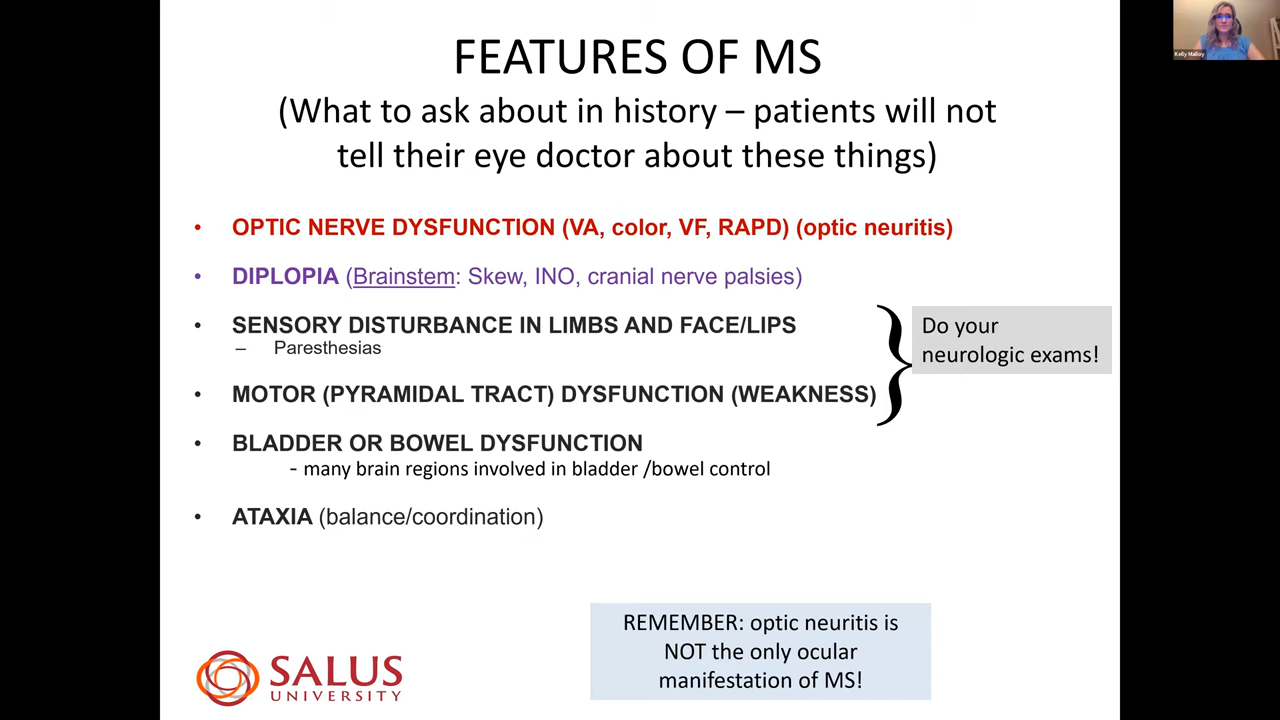 FEATURES OF MS
(What to ask about in history – patients will not
tell their eye doctor about these things)
• OPTIC NERVE DYSFUNCTION (VA, color, VF, RAPD) (optic neuritis)
• DIPLOPIA (Brainstem: Skew, INO, cranial nerve palsies)
• SENSORY DISTURBANCE IN LIMBS AND FACE/LIPS
– Paresthasias
• MOTOR (PYRAMIDAL TRACT) DYSFUNCTION (WEAKNESS)
Do your
neurologic exams!
• BLADDER OR BOWEL DYSFUNCTION
- many brain regions involved in bladder /bowel control
• ATAXIA (balance/coordination)
REMEMBER: optic neuritis is
NOT the only ocular
manifestation of MS!
SALUS
UNIVERSITY
Kelly Malloy